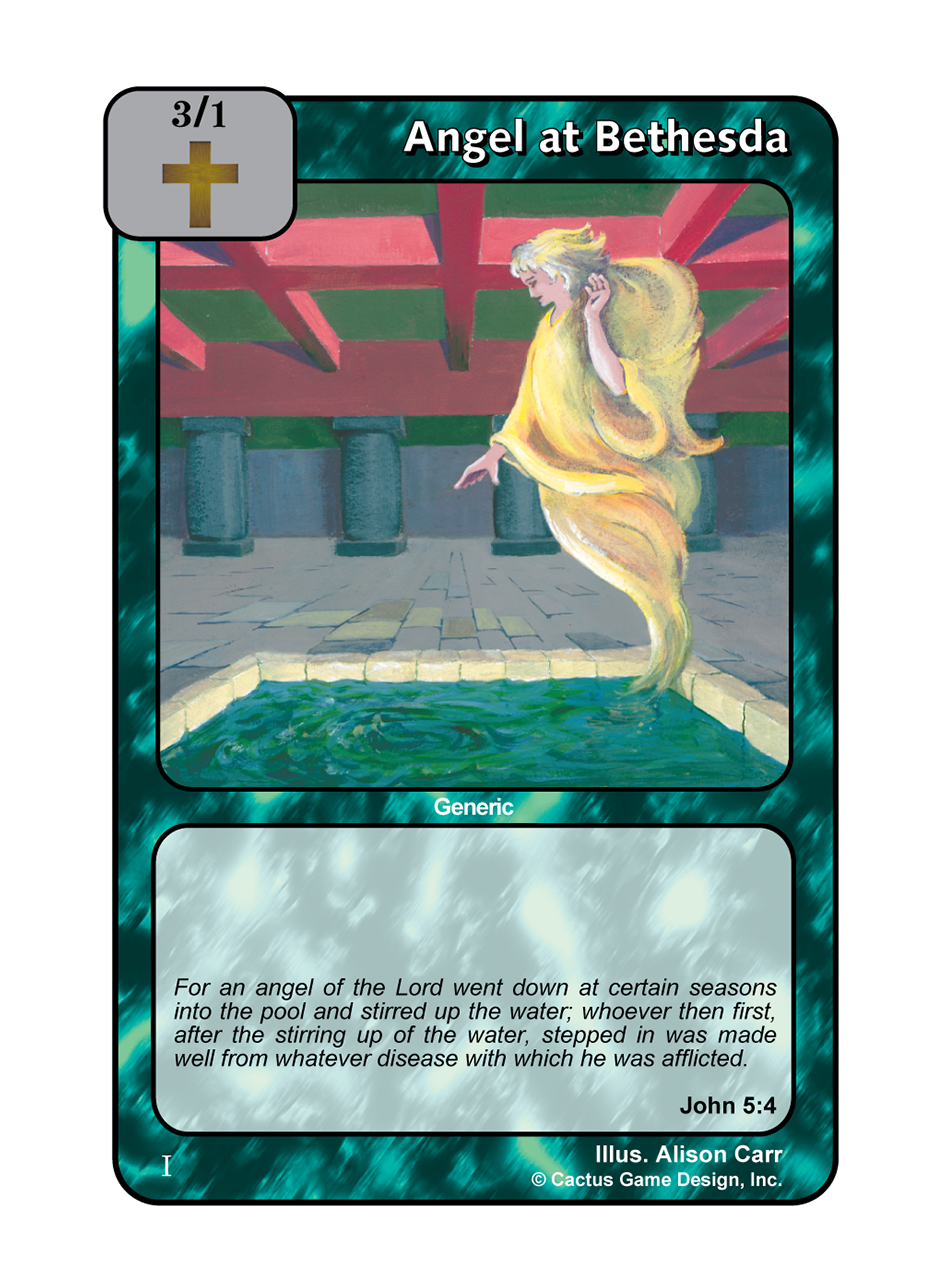 3/1
Angel at Bethesda
Generic
For an angel of the Lord went down at certain seasons
into the pool and stirred up the water; whoever then first,
after the stirring up of the water, stepped in was made
well from whatever disease with which he was afflicted.
John 5:4
I
Illus. Alison Carr
© Cactus Game Design, Inc.